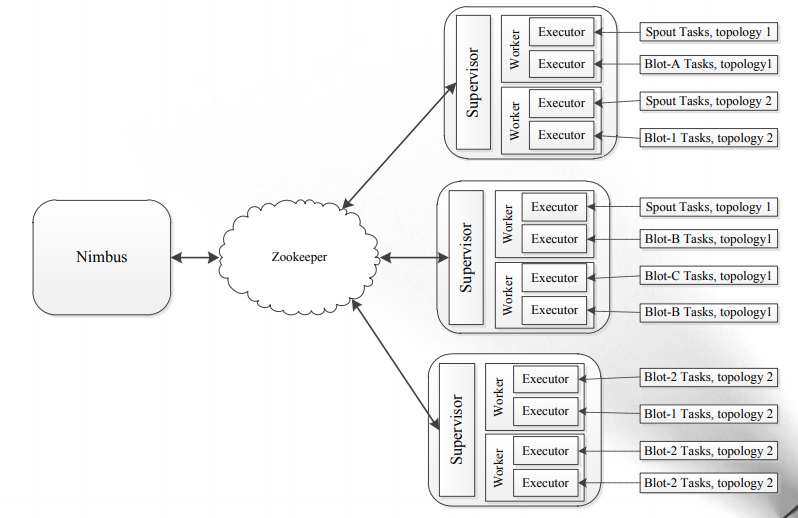 Nimbus
Zookeeper
Supervisor
Worker
Executor
Executor
Worker
Executor
Executor
Spout Tasks, topology 1
Blot-A Tasks, topology1
Spout Tasks, topology 2
Blot-1 Tasks, topology 2
Supervisor
Worker
Executor
Executor
Worker
Executor
Executor
Spout Tasks, topology 1
Blot-B Tasks, topology1
Blot-C Tasks, topology1
Blot-B Tasks, topology1
Supervisor
Worker
Executor
Executor
Worker
Executor
Executor
Blot-2 Tasks, topology 2
Blot-1 Tasks, topology 2
Blot-2 Tasks, topology 2
Blot-2 Tasks, topology 2